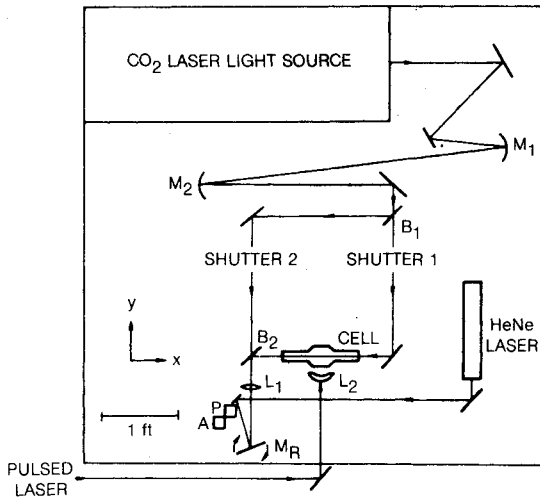 CO₂ LASER LIGHT SOURCE
M₁
M₂
B₁
SHUTTER 2 SHUTTER 1
y
x
HeNe
LASER
B₂
CELL
L₁
L₂
P
A
1 ft
M_R
PULSED
LASER